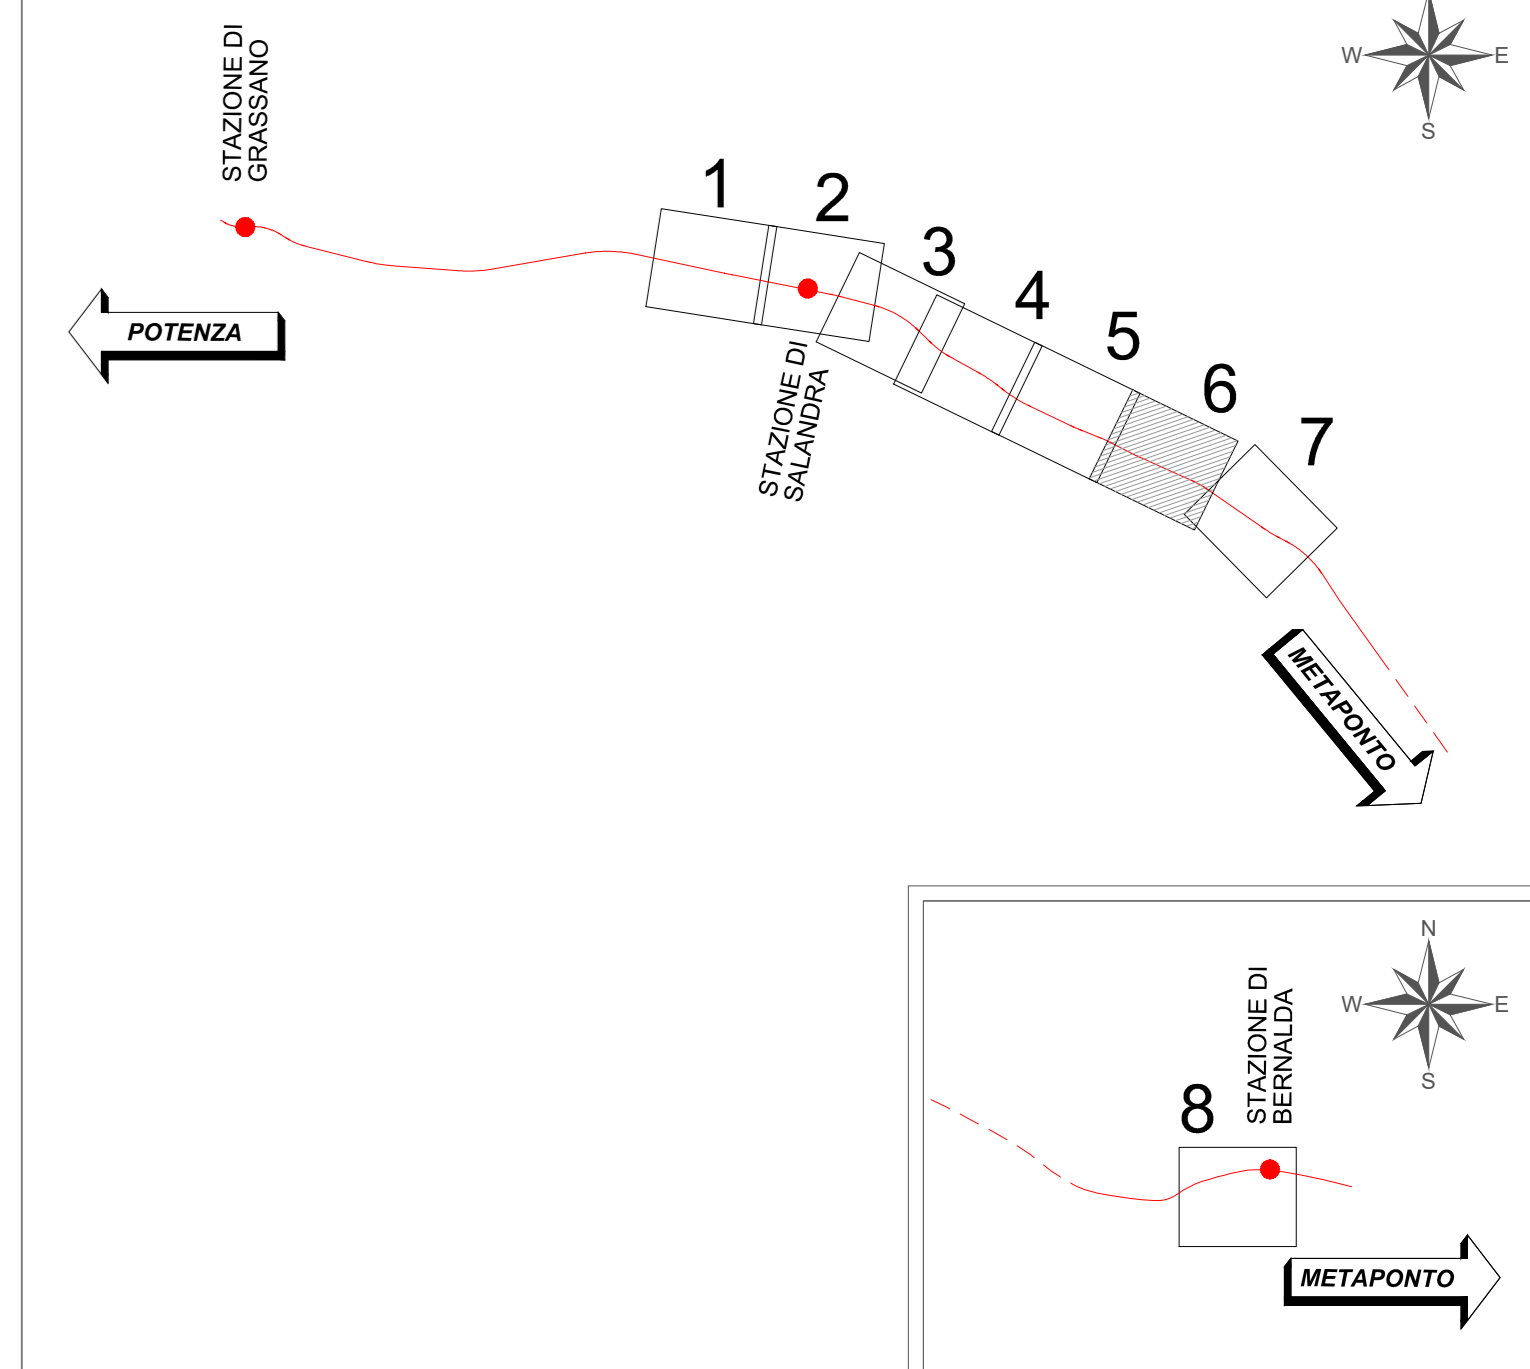 STAZIONE DI
GRASSANO
W
E
S
1
2
3
4
5
6
7
POTENZA
STAZIONE DI
SALANDRA
METAPONTO
N
W
E
S
STAZIONE DI
BERNALDA
8
METAPONTO